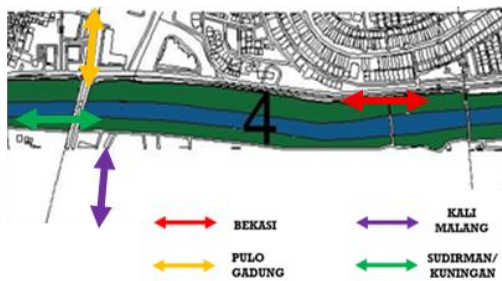 4
BEKASI
KALI
MALANG
PULO
GADUNG
SUDIRMAN/
KUNINGAN